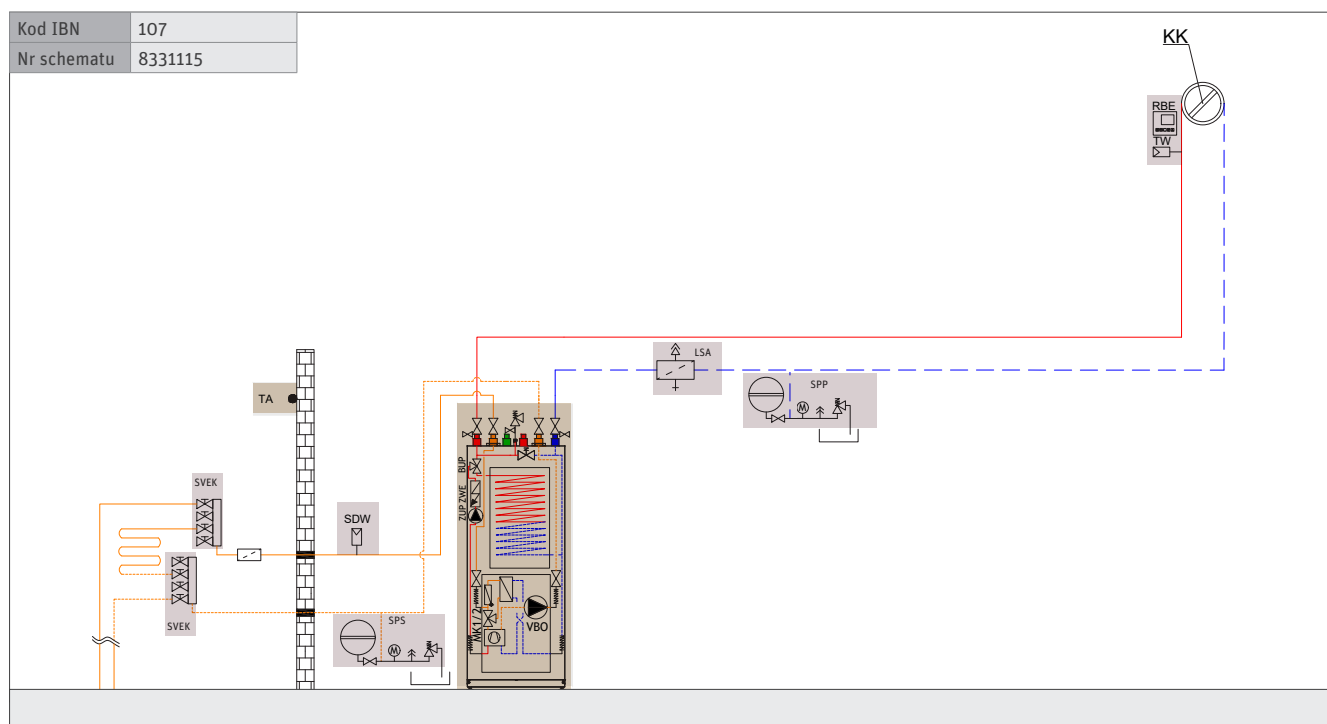 Kod IBN 107
Nr schematu 8331115
KK
RBE
TW
LSA
SPP
M
TA
SVEK
SDW
BUP
ZUP ZWE
SVEK
MK1/2
VBO
SPS
M